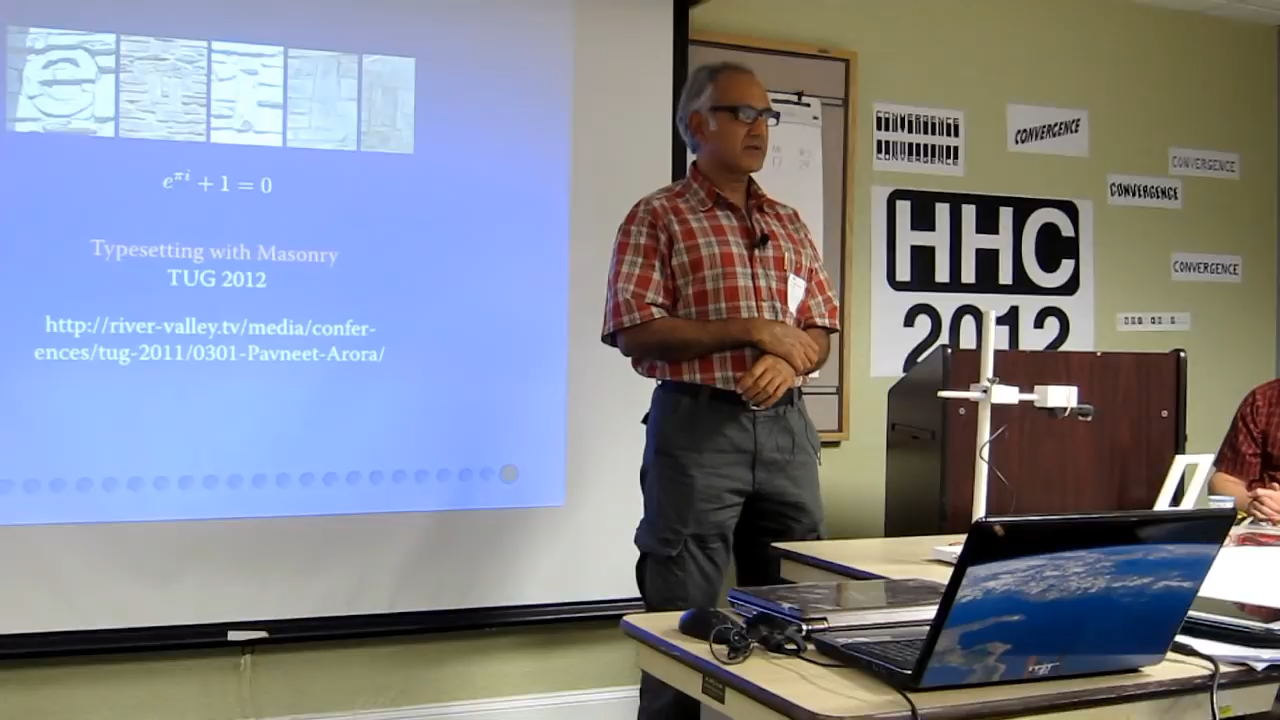 e^{πi} + 1 = 0
Typesetting with Masonry
TUG 2012
http://river-valley.tv/media/confer-
ences/tug-2011/0301-Pavneet-Arora/
CONVERGENCE
CONVERGENCE
CONVERGENCE
CONVERGENCE
CONVERGENCE
CONVERGENCE
HHC
2012